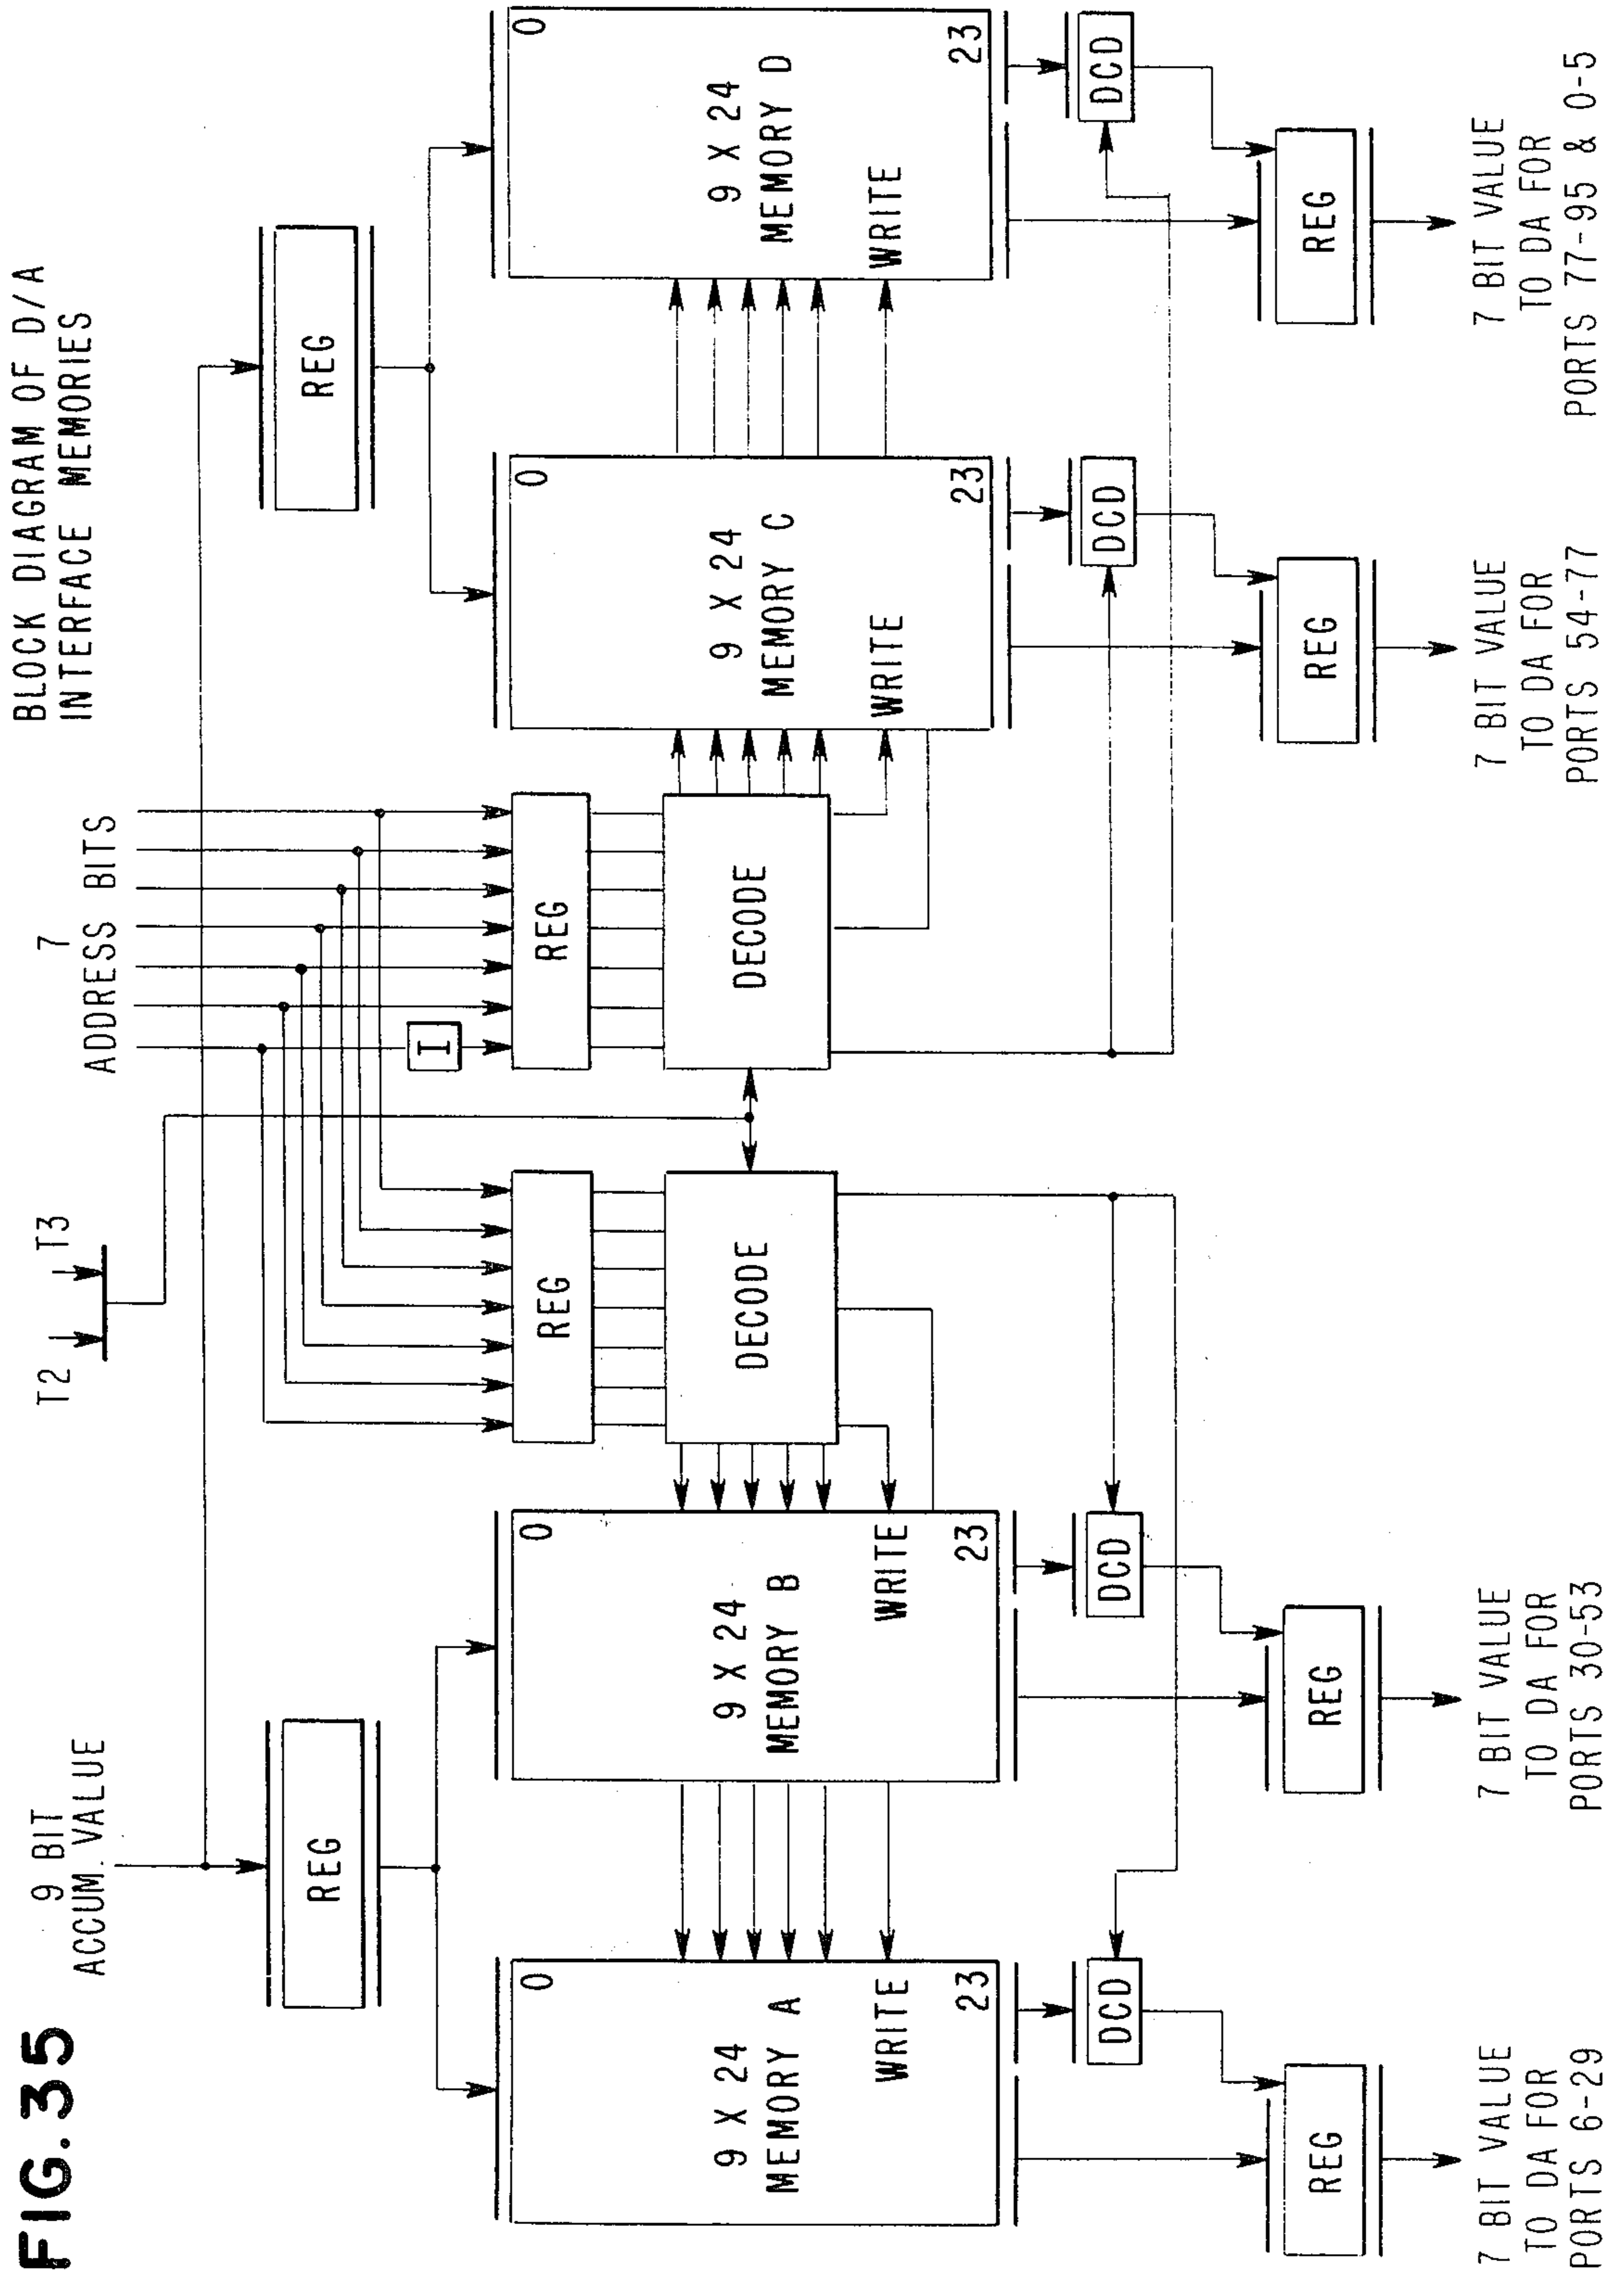 FIG.35
BLOCK DIAGRAM OF D/A
INTERFACE MEMORIES
9 BIT
ACCUM. VALUE
T2
T3
7
ADDRESS BITS
REG
REG
I
REG
REG
DECODE
DECODE
0
9 X 24
MEMORY A
WRITE
23
0
9 X 24
MEMORY B
WRITE
23
0
9 X 24
MEMORY C
WRITE
23
0
9 X 24
MEMORY D
WRITE
23
DCD
DCD
DCD
DCD
REG
REG
REG
REG
7 BIT VALUE
TO DA FOR
PORTS 6-29
7 BIT VALUE
TO DA FOR
PORTS 30-53
7 BIT VALUE
TO DA FOR
PORTS 54-77
7 BIT VALUE
TO DA FOR
PORTS 77-95 & 0-5